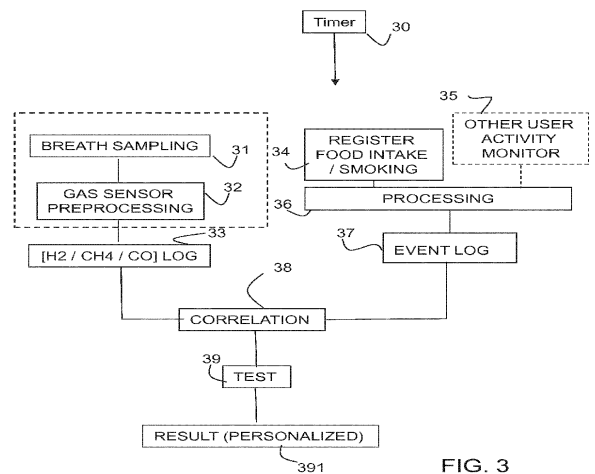 Timer
30
35
BREATH SAMPLING
31
34
REGISTER
FOOD INTAKE
/ SMOKING
OTHER USER
ACTIVITY
MONITOR
GAS SENSOR
PREPROCESSING
32
36
PROCESSING
33
37
[H2 / CH4 / CO] LOG
EVENT LOG
38
CORRELATION
39
TEST
RESULT (PERSONALIZED)
391
FIG. 3